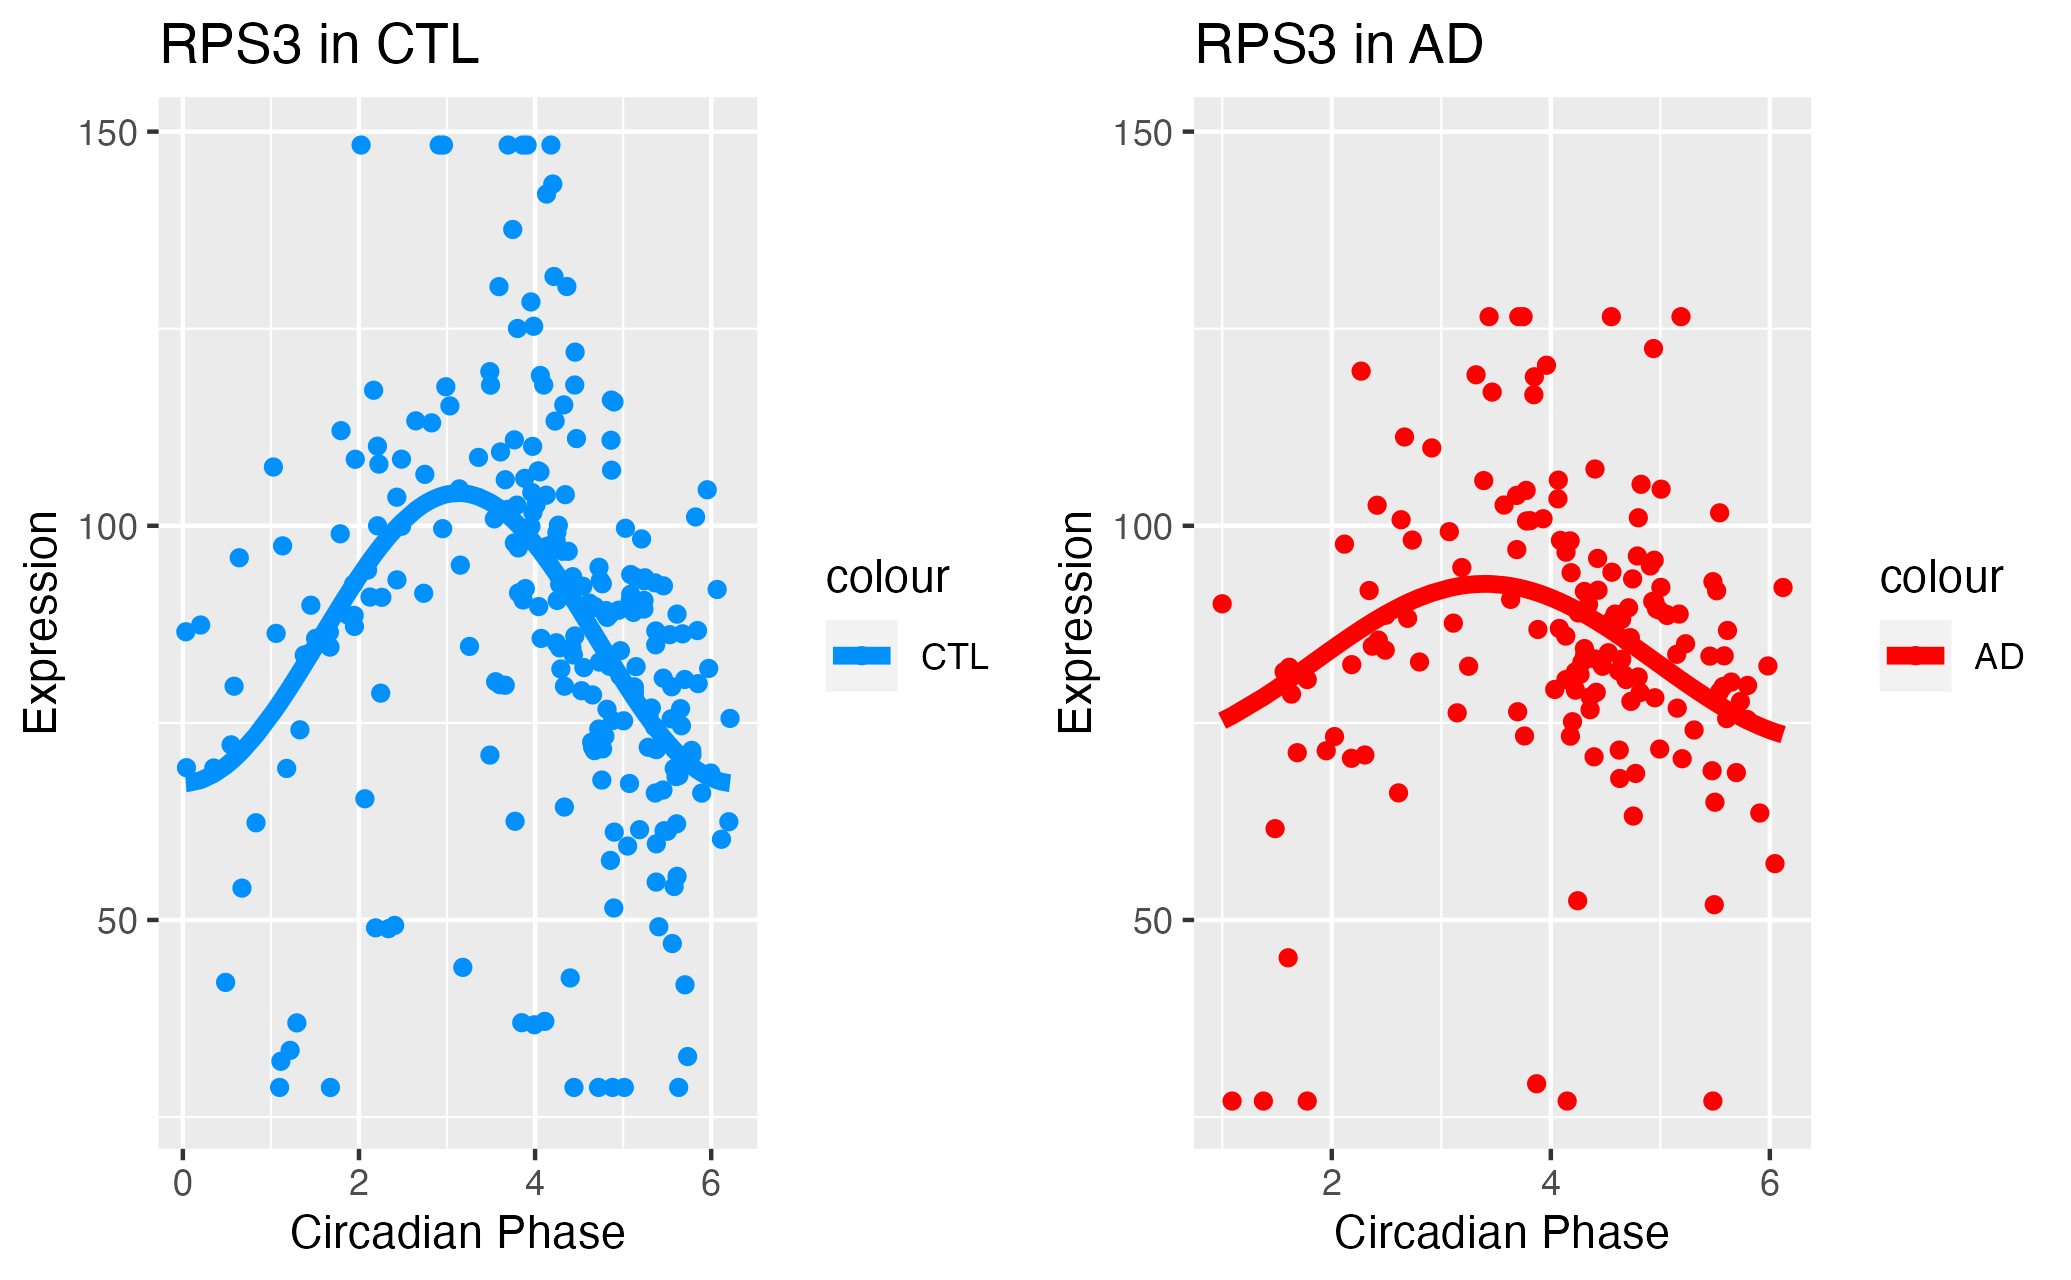 RPS3 in CTL
150
100
50
Expression
0 2 4 6
Circadian Phase
colour
CTL
RPS3 in AD
150
100
50
Expression
2 4 6
Circadian Phase
colour
AD